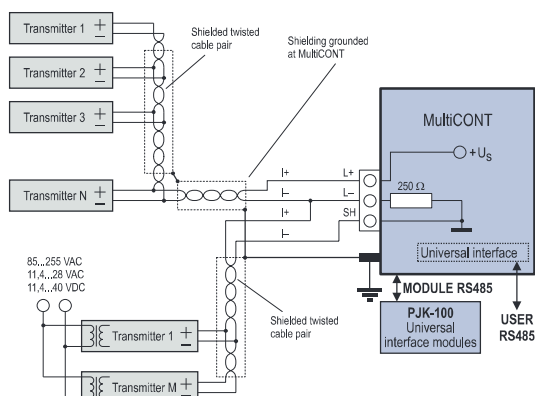 Transmitter 1 + –
Shielded twisted
cable pair
Shielding grounded
at MultiCONT
Transmitter 2 + –
Transmitter 3 + –
MultiCONT
+Us
I+
L+
I–
L–
250 Ω
Transmitter N + –
I+
SH
I–
Universal interface
85...255 VAC
11,4...28 VAC
11,4...40 VDC
MODULE RS485
PJK-100
Universal
interface modules
USER
RS485
Shielded twisted
cable pair
Transmitter 1 + –
Transmitter M + –